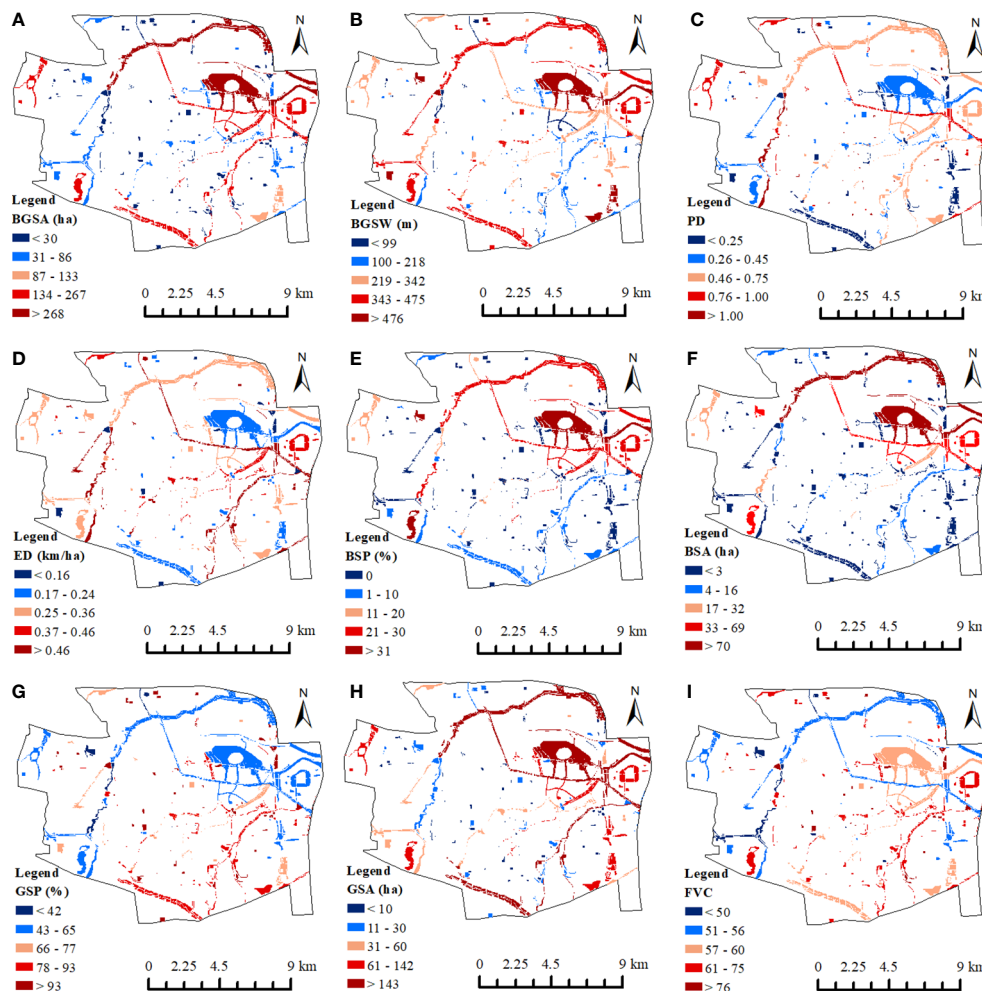 A
N
Legend
BGSA (ha)
< 30
31 - 86
87 - 133
134 - 267
> 268
0 2.25 4.5 9 km
B
N
Legend
BGSW (m)
< 99
100 - 218
219 - 342
343 - 475
> 476
0 2.25 4.5 9 km
C
N
Legend
PD
< 0.25
0.26 - 0.45
0.46 - 0.75
0.76 - 1.00
> 1.00
0 2.25 4.5 9 km
D
N
Legend
ED (km/ha)
< 0.16
0.17 - 0.24
0.25 - 0.36
0.37 - 0.46
> 0.46
0 2.25 4.5 9 km
E
N
Legend
BSP (%)
0
1 - 10
11 - 20
21 - 30
> 31
0 2.25 4.5 9 km
F
N
Legend
BSA (ha)
< 3
4 - 16
17 - 32
33 - 69
> 70
0 2.25 4.5 9 km
G
N
Legend
GSP (%)
< 42
43 - 65
66 - 77
78 - 93
> 93
0 2.25 4.5 9 km
H
N
Legend
GSA (ha)
< 10
11 - 30
31 - 60
61 - 142
> 143
0 2.25 4.5 9 km
I
N
Legend
FVC
< 50
51 - 56
57 - 60
61 - 75
> 76
0 2.25 4.5 9 km